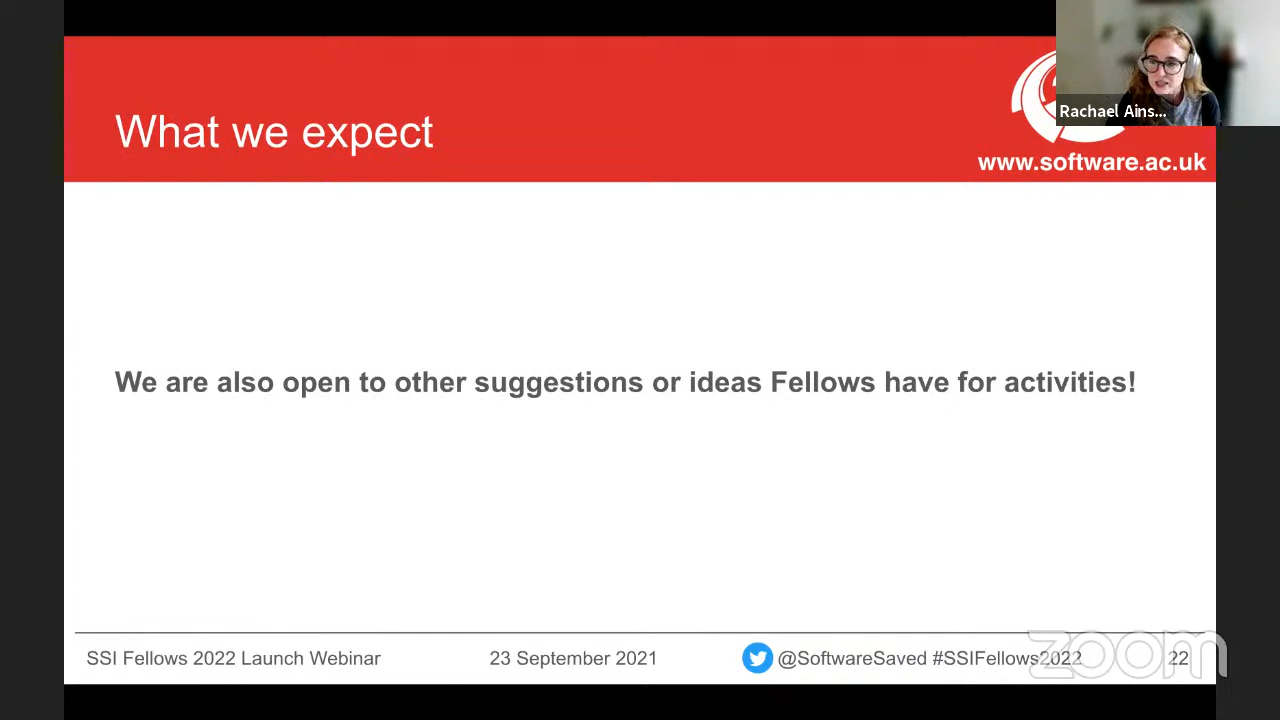 What we expect
Rachael Ains...
www.software.ac.uk
We are also open to other suggestions or ideas Fellows have for activities!
SSI Fellows 2022 Launch Webinar
23 September 2021
@SoftwareSaved #SSIFellows2022
22
zoom